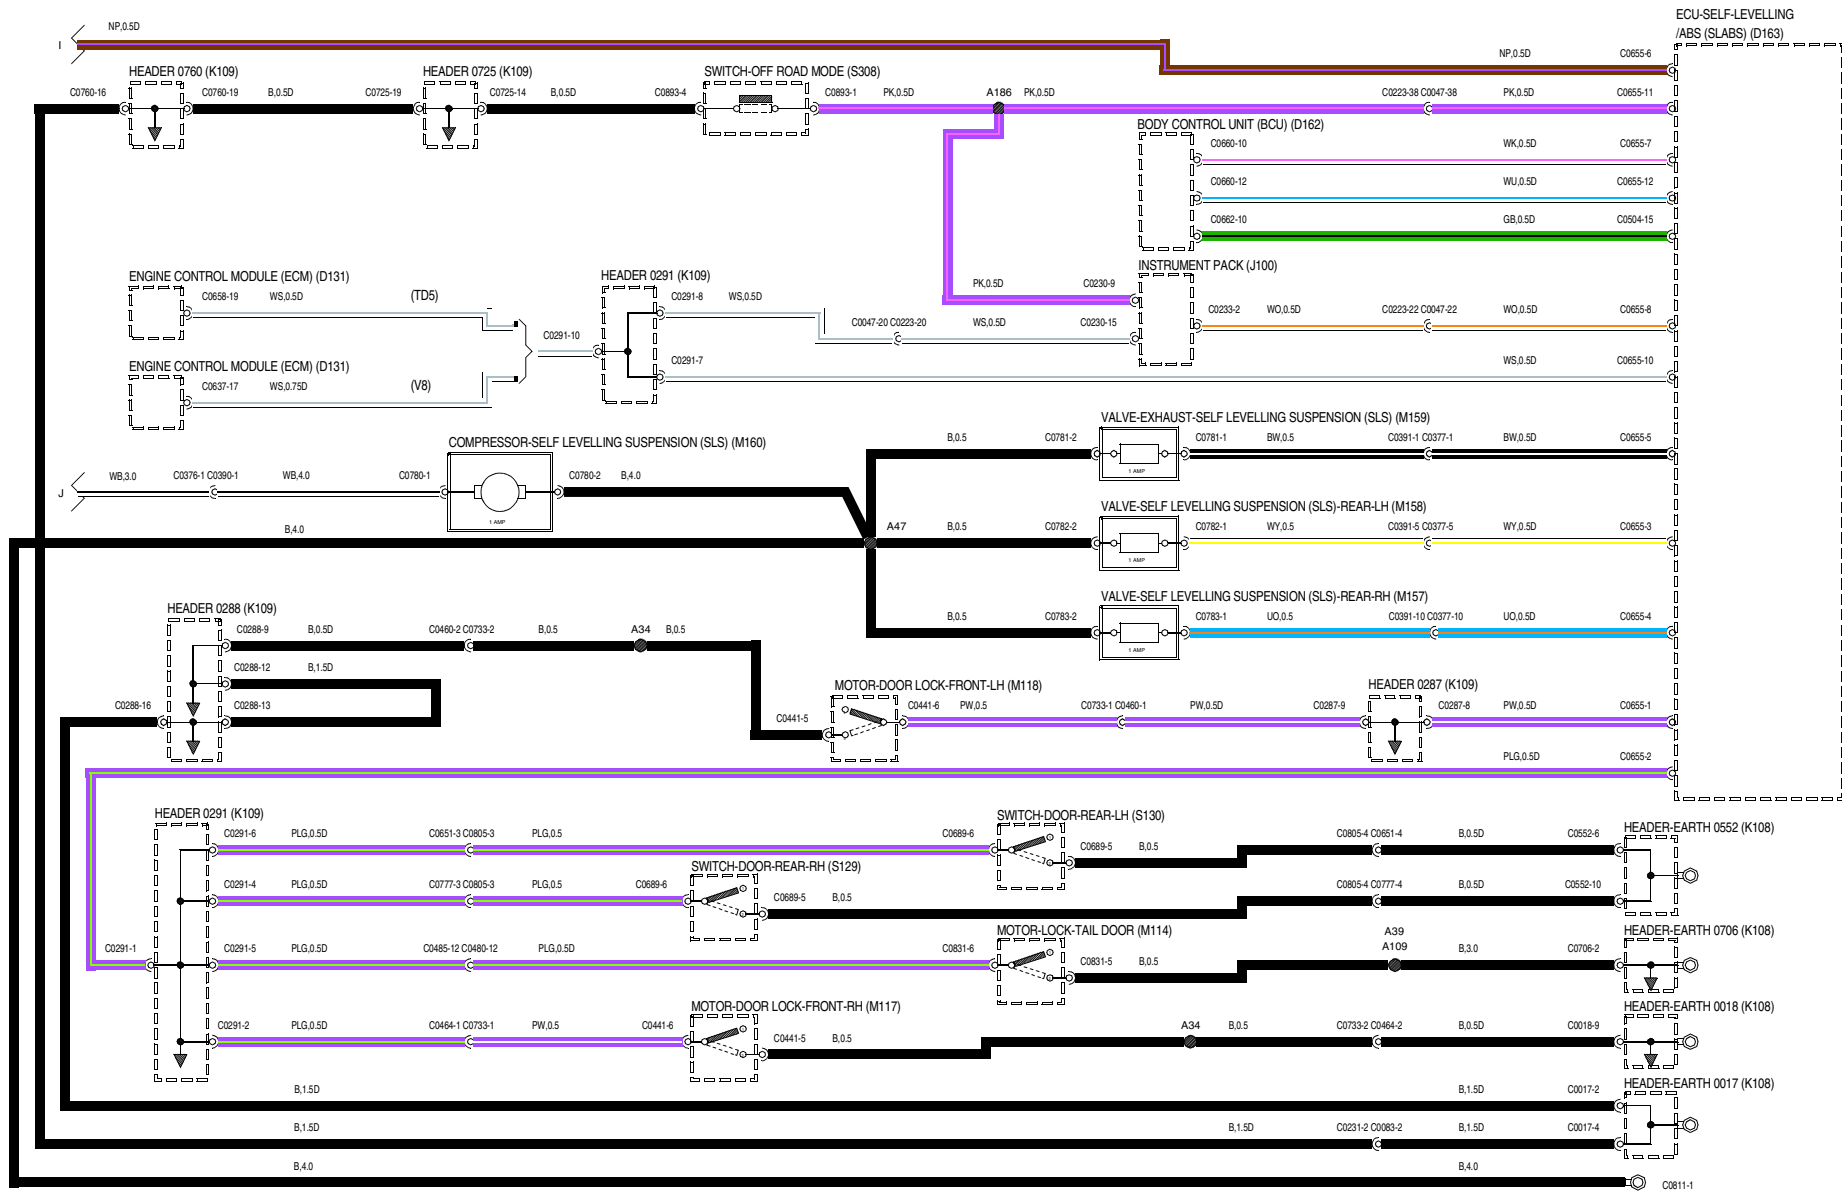 ECU-SELF-LEVELLING
/ABS (SLABS) (D163)
NP,0.5D
I
NP,0.5D C0655-6
HEADER 0760 (K109) HEADER 0725 (K109) SWITCH-OFF ROAD MODE (S308)
C0760-16 C0760-19 B,0.5D C0725-19 C0725-14 B,0.5D C0893-4 C0893-1 PK,0.5D A186 PK,0.5D C0223-38 C0047-38 PK,0.5D C0655-11
BODY CONTROL UNIT (BCU) (D162)
C0660-10 WK,0.5D C0655-7
C0660-12 WU,0.5D C0655-12
C0662-10 GB,0.5D C0504-15
ENGINE CONTROL MODULE (ECM) (D131) HEADER 0291 (K109) INSTRUMENT PACK (J100)
PK,0.5D C0230-9
C0658-19 WS,0.5D (TD5) C0291-8 WS,0.5D
C0233-2 WO,0.5D C0223-22 C0047-22 WO,0.5D C0655-8
C0291-10 C0047-20 C0223-20 WS,0.5D C0230-15
ENGINE CONTROL MODULE (ECM) (D131) C0291-7 WS,0.5D C0655-10
C0637-17 WS,0.75D (V8)
VALVE-EXHAUST-SELF LEVELLING SUSPENSION (SLS) (M159)
COMPRESSOR-SELF LEVELLING SUSPENSION (SLS) (M160) B,0.5 C0781-2 C0781-1 BW,0.5 C0391-1 C0377-1 BW,0.5D C0655-5
1 AMP
J WB,3.0 C0376-1 C0390-1 WB,4.0 C0780-1 C0780-2 B,4.0
1 AMP
VALVE-SELF LEVELLING SUSPENSION (SLS)-REAR-LH (M158)
B,4.0 A47 B,0.5 C0782-2 C0782-1 WY,0.5 C0391-5 C0377-5 WY,0.5D C0655-3
1 AMP
HEADER 0288 (K109) VALVE-SELF LEVELLING SUSPENSION (SLS)-REAR-RH (M157)
B,0.5 C0783-2 C0783-1 UO,0.5 C0391-10 C0377-10 UO,0.5D C0655-4
1 AMP
C0288-9 B,0.5D C0460-2 C0733-2 B,0.5 A34 B,0.5
C0288-12 B,1.5D
MOTOR-DOOR LOCK-FRONT-LH (M118) HEADER 0287 (K109)
C0288-16 C0288-13 C0441-5 C0441-6 PW,0.5 C0733-1 C0460-1 PW,0.5D C0287-9 C0287-8 PW,0.5D C0655-1
PLG,0.5D C0655-2
HEADER 0291 (K109) SWITCH-DOOR-REAR-LH (S130) HEADER-EARTH 0552 (K108)
C0291-6 PLG,0.5D C0651-3 C0805-3 PLG,0.5 C0689-6 C0689-5 B,0.5 C0805-4 C0651-4 B,0.5D C0552-6
SWITCH-DOOR-REAR-RH (S129)
C0291-4 PLG,0.5D C0777-3 C0805-3 PLG,0.5 C0689-6 C0689-5 B,0.5 C0805-4 C0777-4 B,0.5D C0552-10
MOTOR-LOCK-TAIL DOOR (M114) A39 HEADER-EARTH 0706 (K108)
C0291-1 C0291-5 PLG,0.5D C0485-12 C0480-12 PLG,0.5D C0831-6 C0831-5 B,0.5 A109 B,3.0 C0706-2
MOTOR-DOOR LOCK-FRONT-RH (M117) HEADER-EARTH 0018 (K108)
C0291-2 PLG,0.5D C0464-1 C0733-1 PW,0.5 C0441-6 C0441-5 B,0.5 A34 B,0.5 C0733-2 C0464-2 B,0.5D C0018-9
HEADER-EARTH 0017 (K108)
B,1.5D B,1.5D C0017-2
B,1.5D B,1.5D C0231-2 C0083-2 B,1.5D C0017-4
B,4.0 B,4.0 C0811-1